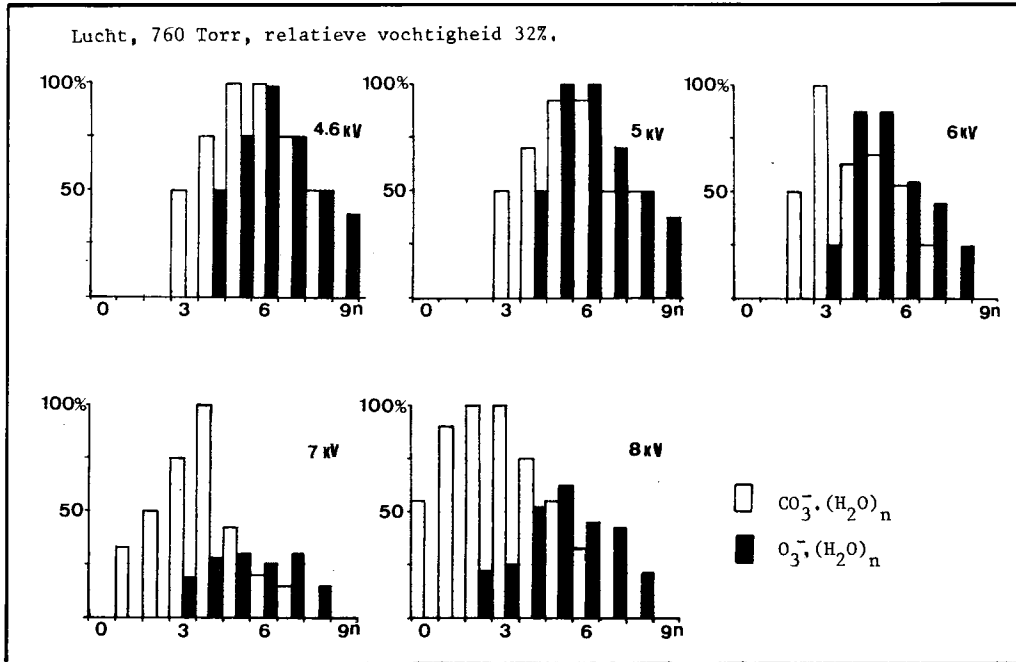 Lucht, 760 Torr, relatieve vochtigheid 32%.
100%
50
0 3 6 9n
4.6 kV
100%
50
0 3 6 9n
5 kV
100%
50
0 3 6 9n
6 kV
100%
50
0 3 6 9n
7 kV
100%
50
0 3 6 9n
8 kV
CO₃⁻.(H₂O)ₙ
O₃⁻.(H₂O)ₙ